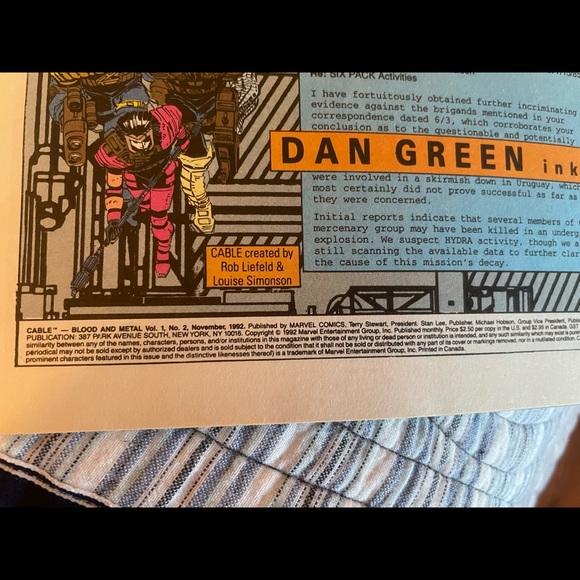 Re: SIX PACK Activities
I have fortuitously obtained further incriminating
evidence against the brigands mentioned in your
correspondence dated 6/3, which corroborates your
conclusion as to the questionable and potentially
DAN GREEN ink
were involved in a skirmish down in Uruguay, which
most certainly did not prove successful as far as
they were concerned.
Initial reports indicate that several members of
mercenary group may have been killed in an underg
explosion. We suspect HYDRA activity, though we a
still scanning the available data to further clar
the cause of this mission's decay.
CABLE created by
Rob Liefeld &
Louise Simonson
CABLE™ — BLOOD AND METAL Vol. 1, No. 2, November, 1992. Published by MARVEL COMICS, Terry Stewart, President. Stan Lee, Publisher. Michael Hobson, Group Vice President, Publis
PUBLICATION: 387 PARK AVENUE SOUTH, NEW YORK, NY 10016. Copyright © 1992 Marvel Entertainment Group, Inc. Published monthly. Price $2.50 per copy in the U.S. and $2.95 in Canada. GST
similarity between any of the names, characters, persons, and/or institutions in this magazine with those of any living or dead person or institution is intended, and any such similarity which may exist is pure
periodical may not be sold except by authorized dealers and is sold subject to the condition that it shall not be sold or distributed with any part of its cover or markings removed, nor in a mutilated condition. C
prominent characters featured in this issue and the distinctive likenesses thereof) is a trademark of Marvel Entertainment Group, Inc. Printed in Canada.